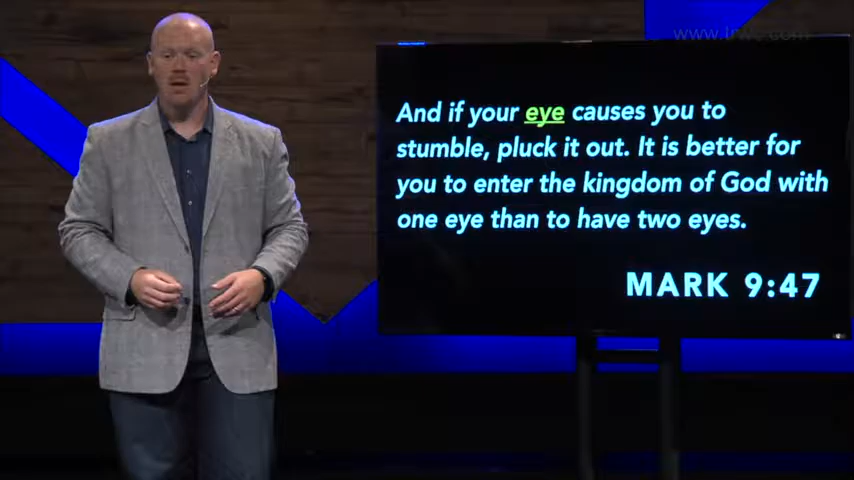 And if your eye causes you to
stumble, pluck it out. It is better for
you to enter the kingdom of God with
one eye than to have two eyes.
MARK 9:47